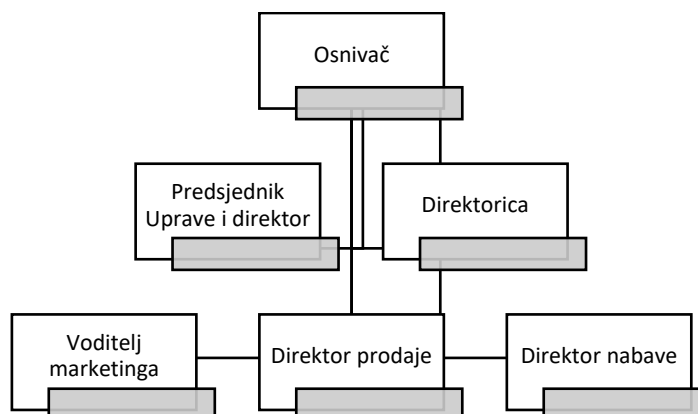 Osnivač
Predsjednik
Uprave i direktor
Direktorica
Voditelj
marketinga
Direktor prodaje
Direktor nabave